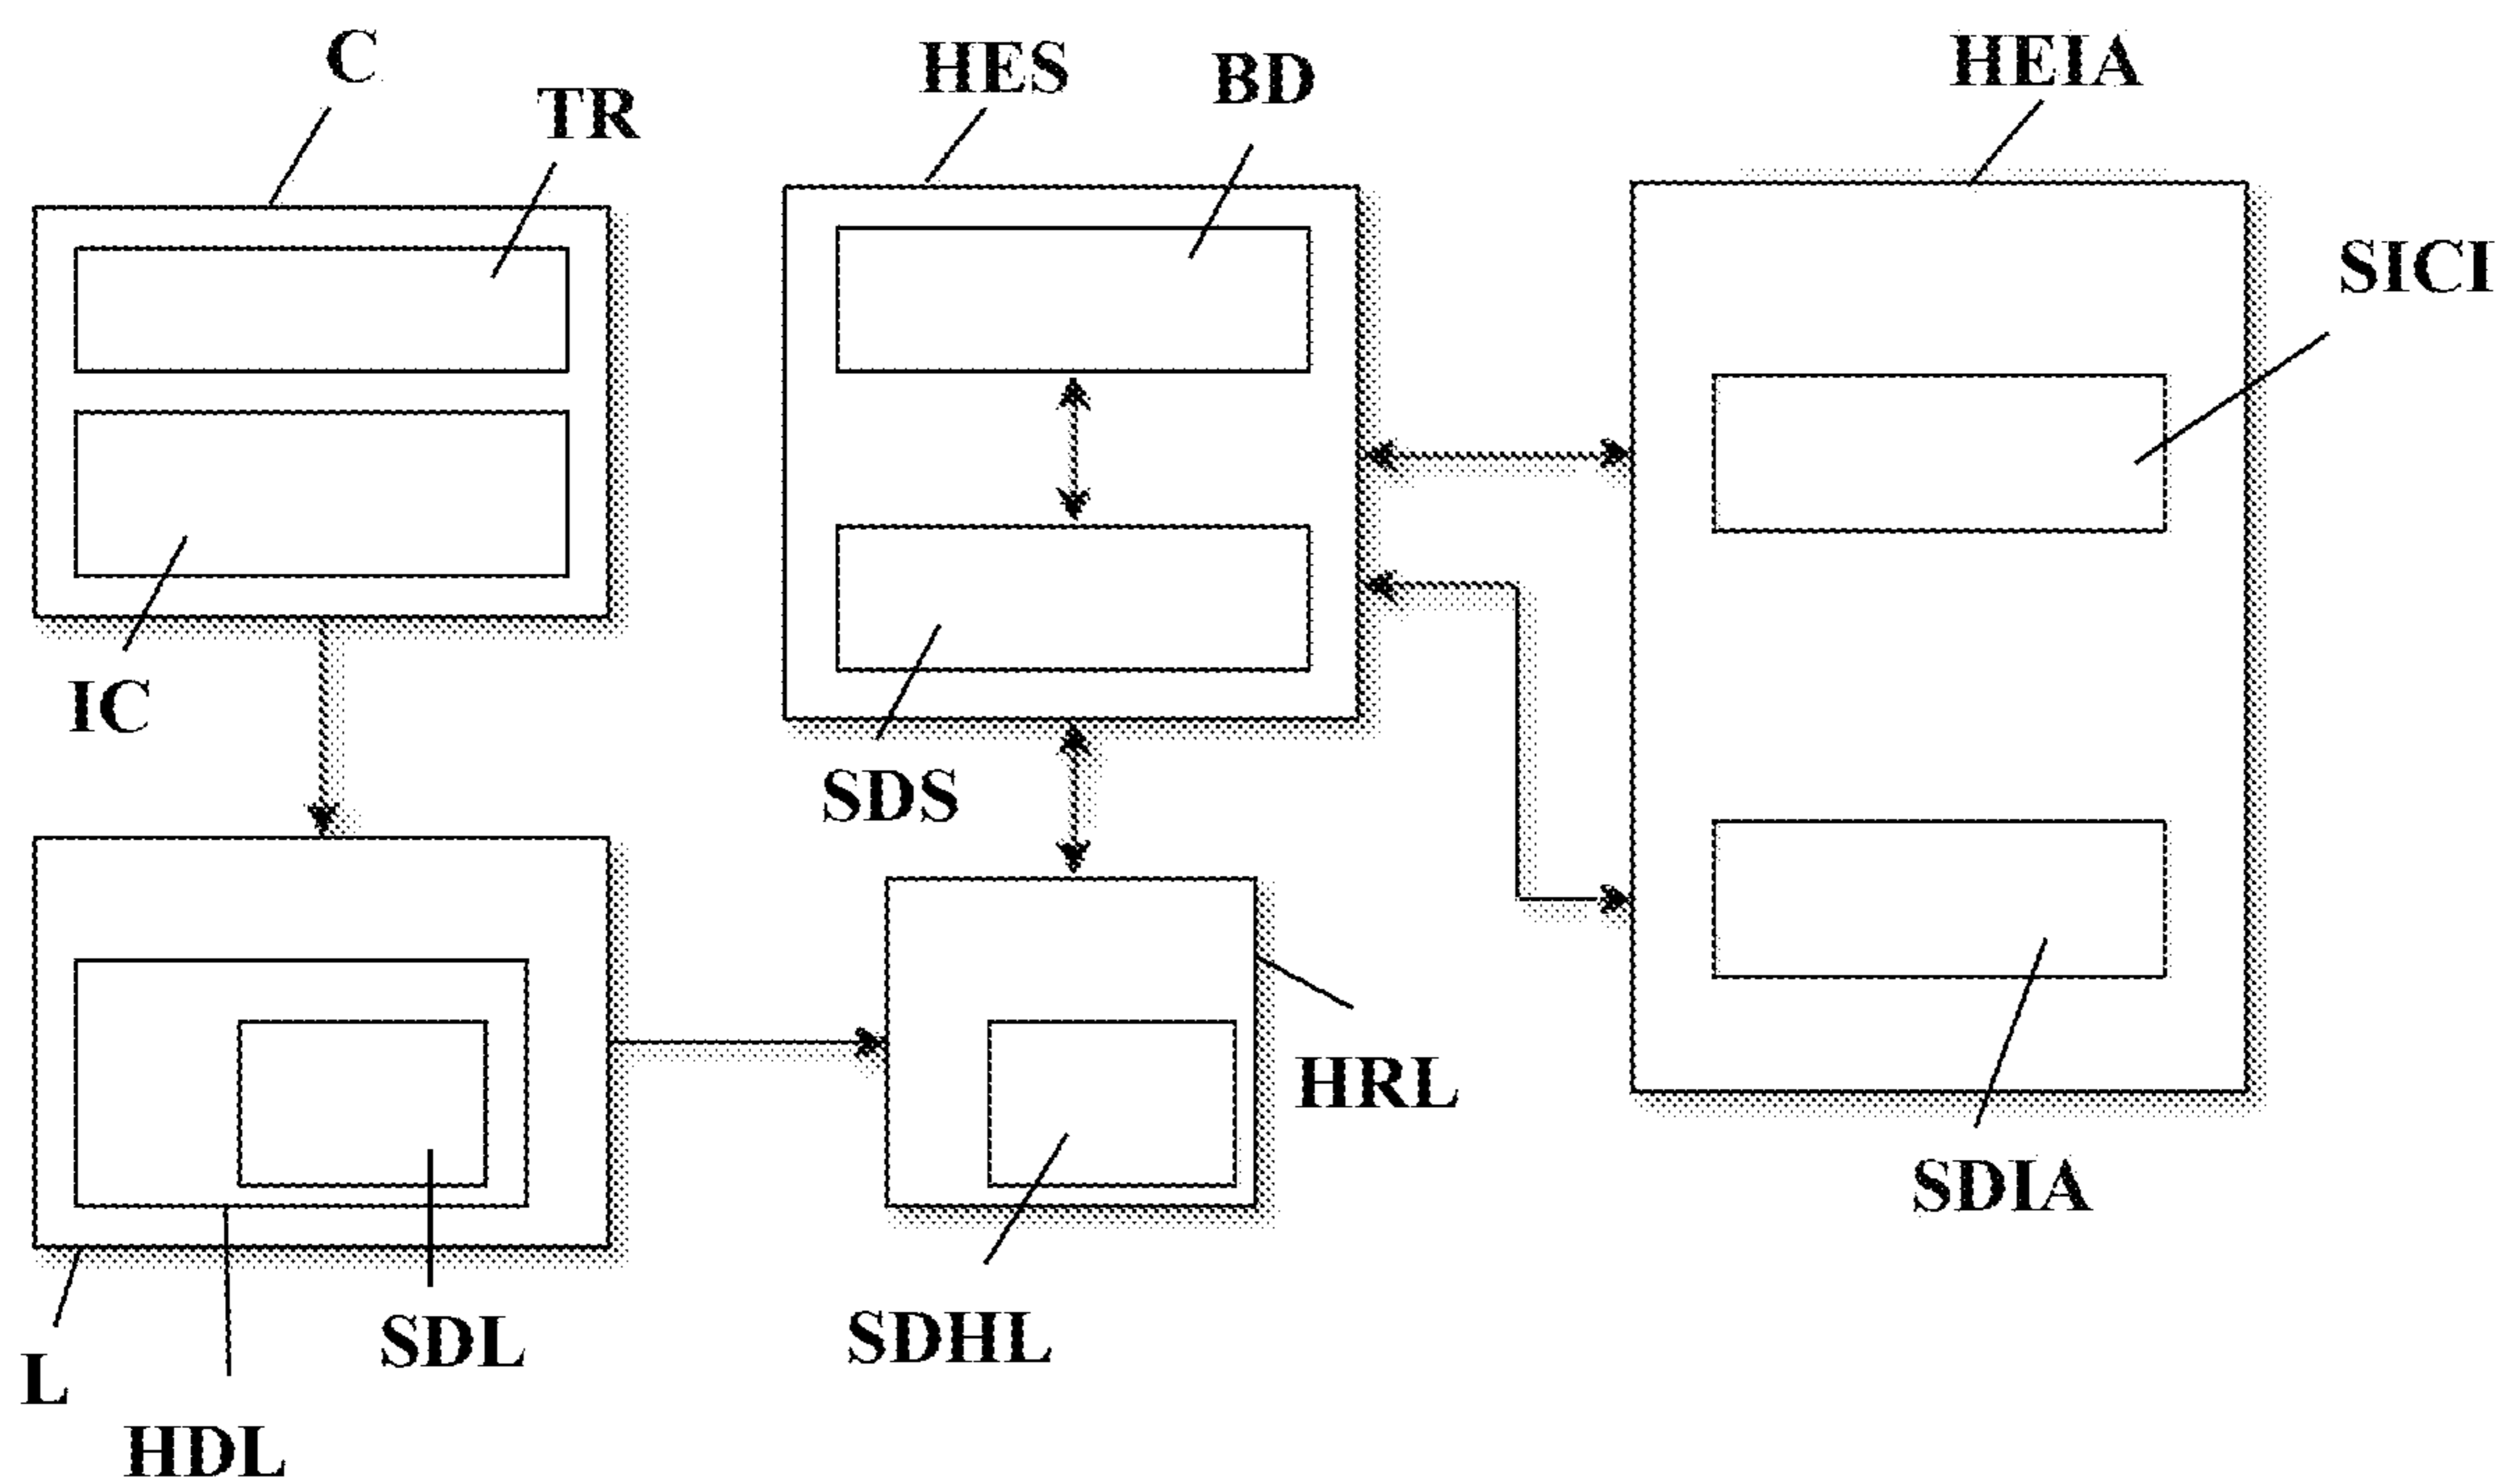 C
TR
HES
BD
HEIA
SICI
IC
SDS
HRL
SDIA
SDL
SDHL
L
HDL